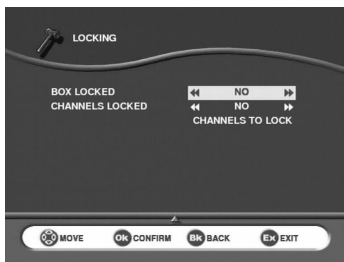 LOCKING
BOX LOCKED NO
CHANNELS LOCKED NO
CHANNELS TO LOCK
MOVE Ok CONFIRM Bk BACK Ex EXIT